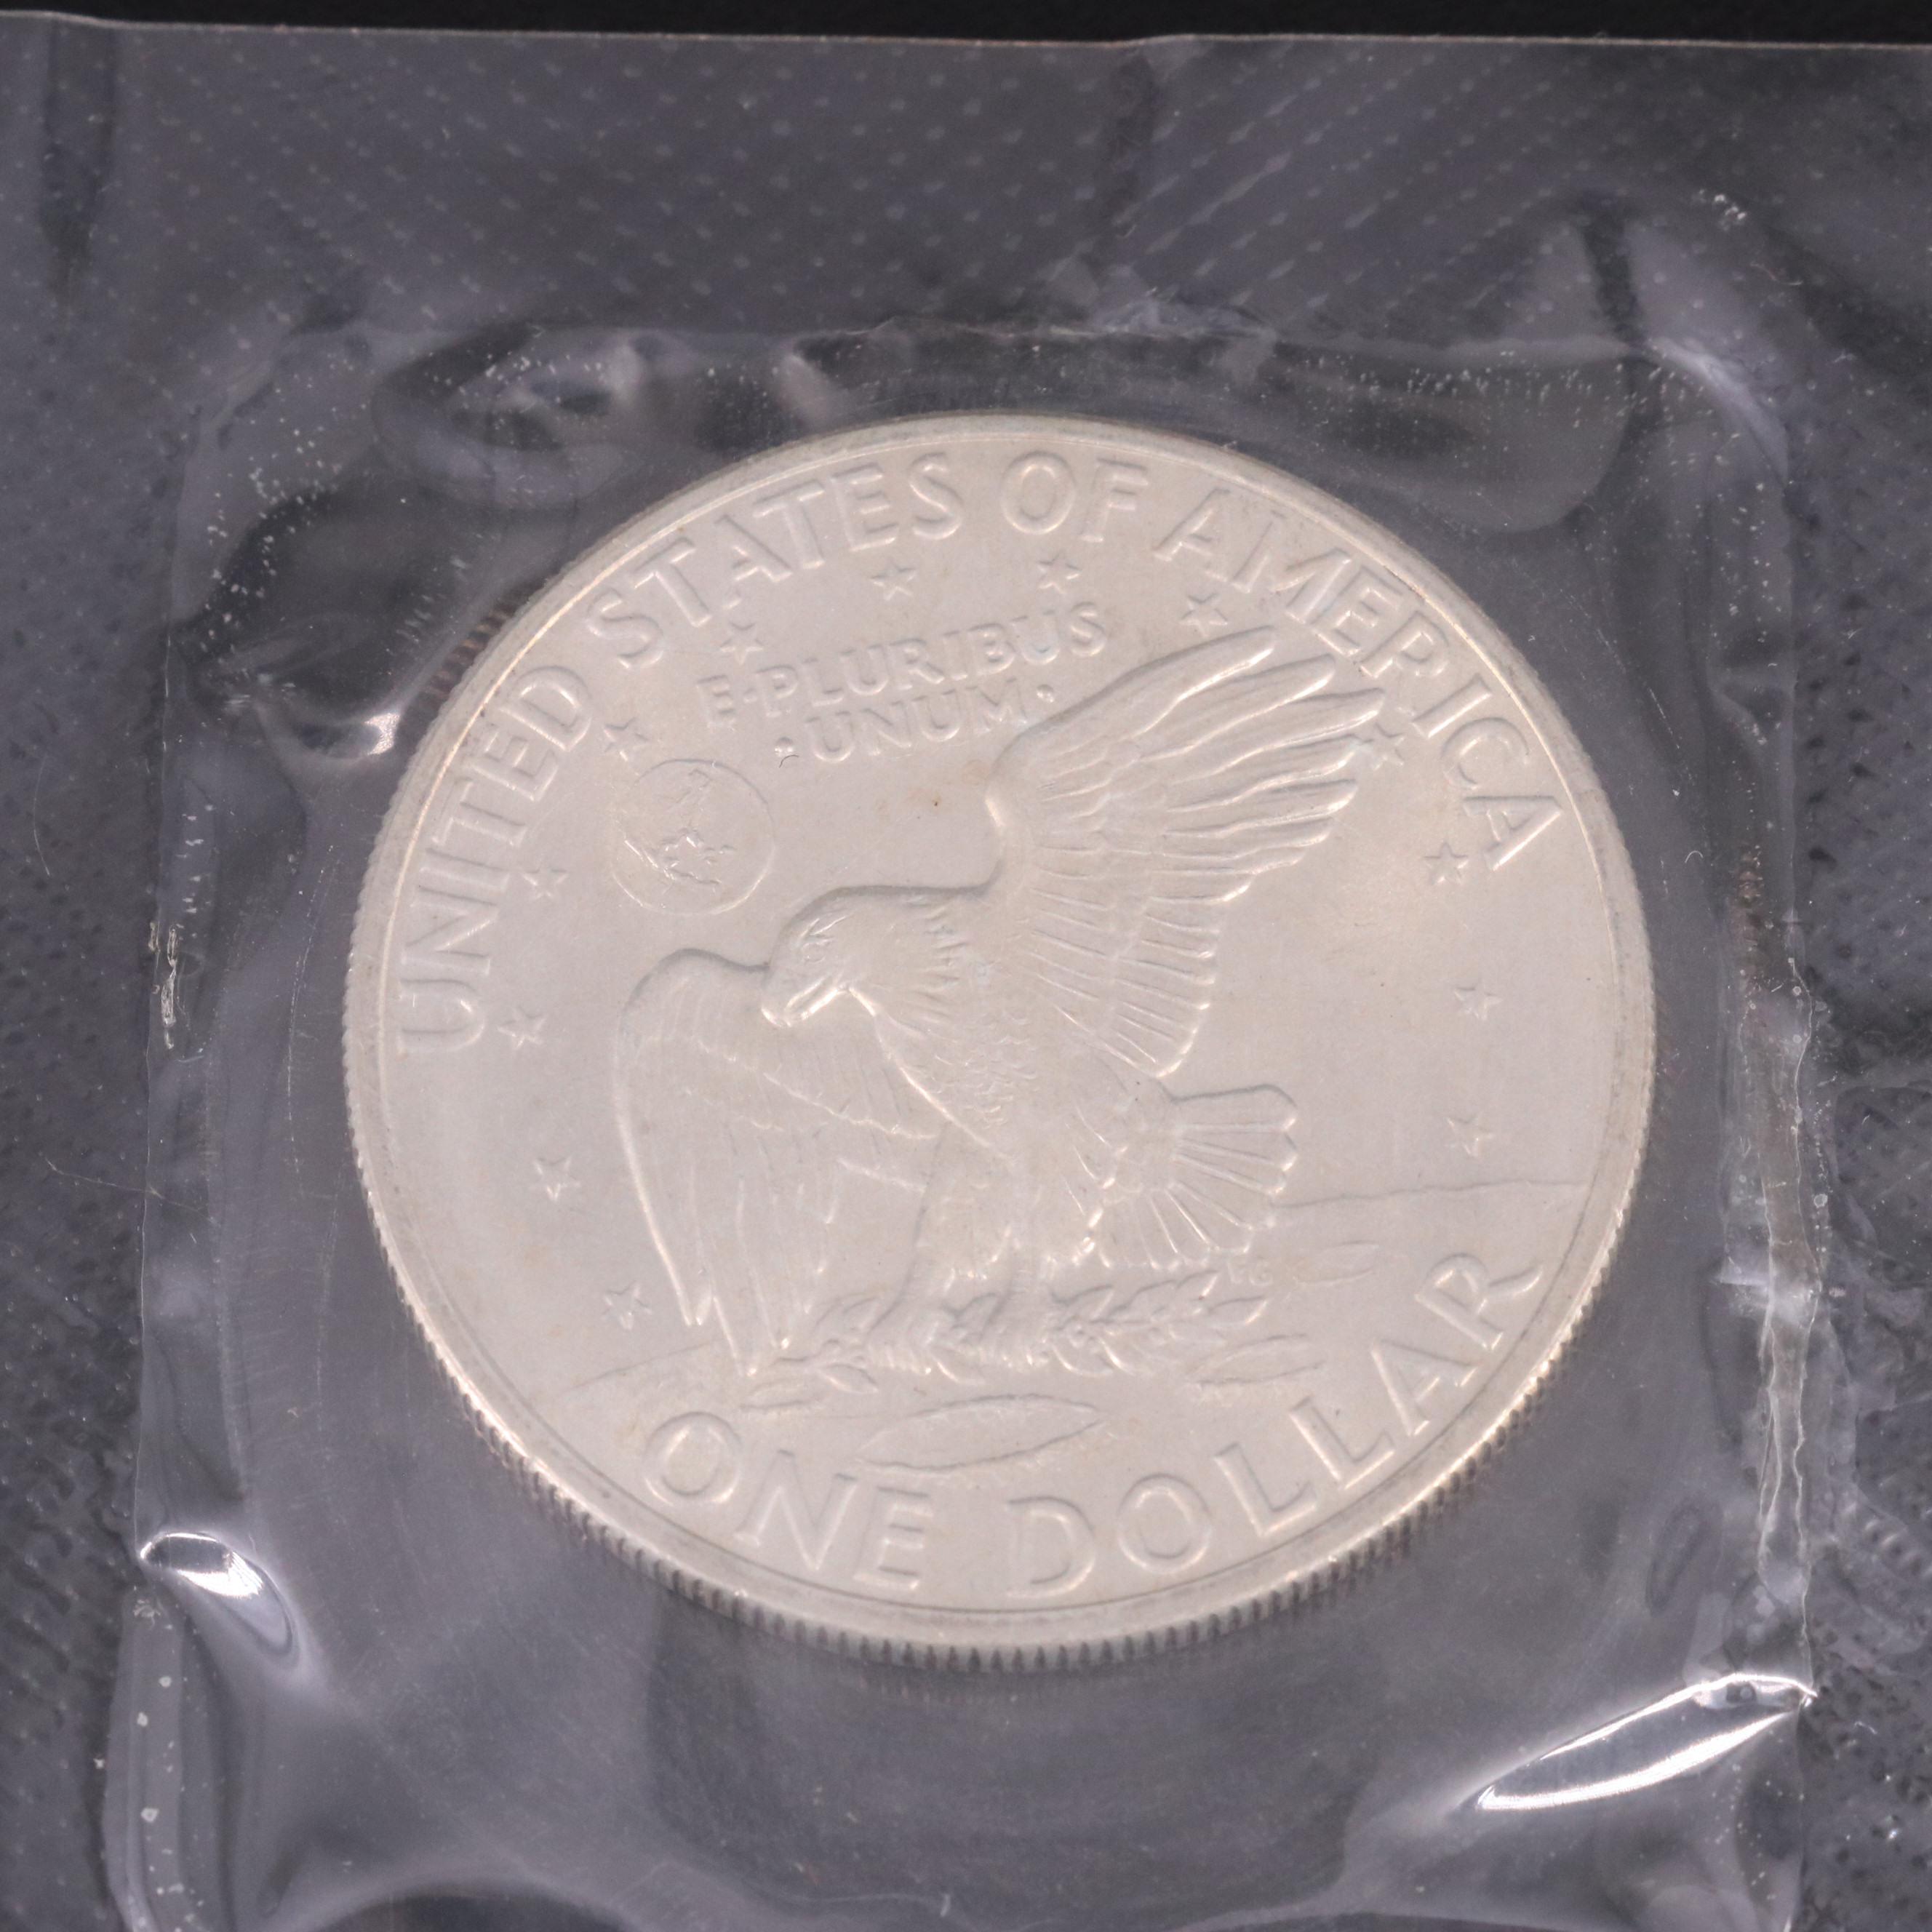 UNITED STATES OF AMERICA
E·PLURIBUS
·UNUM·
ONE DOLLAR